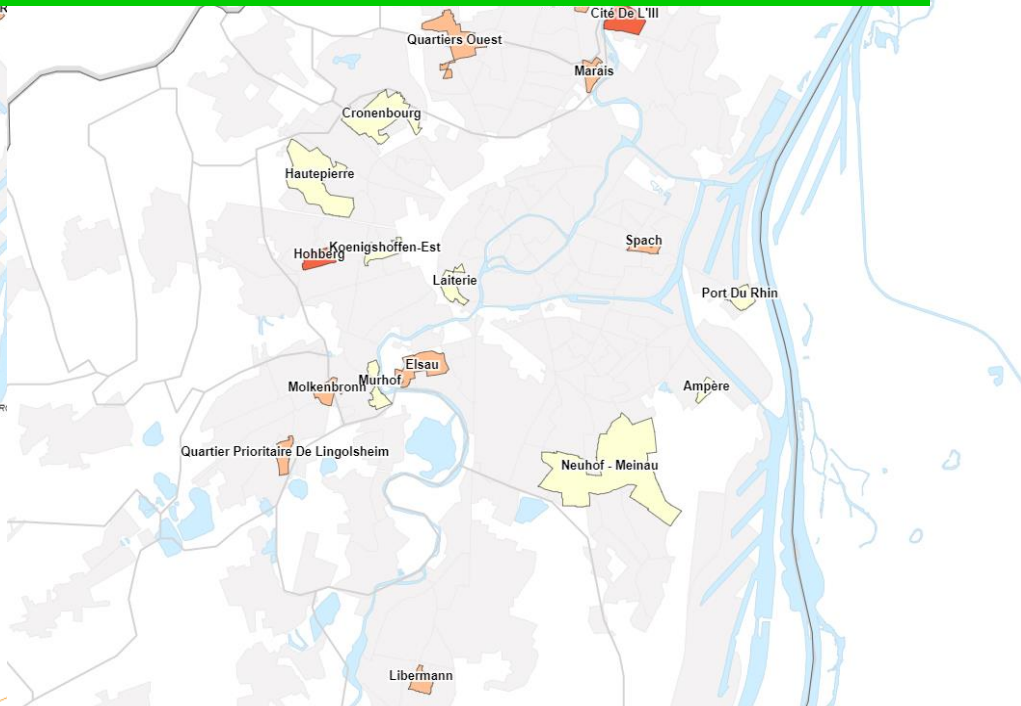 Cité De L'Ill
Quartiers Ouest
Marais
Cronenbourg
Hautepierre
Spach
Koenigshoffen-Est
Hohberg
Laiterie
Port Du Rhin
Elsau
Murhof
Molkenbronn
Ampère
Quartier Prioritaire De Lingolsheim
Neuhof - Meinau
Libermann